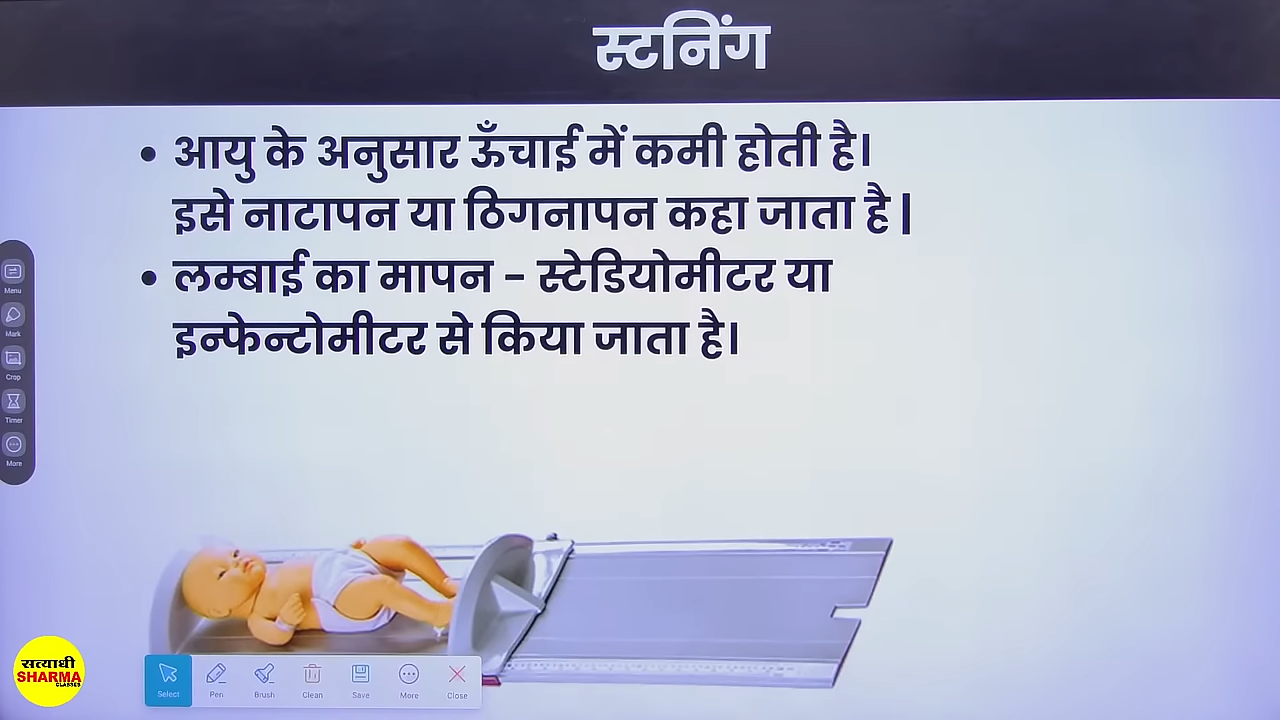 स्टनिंग
• आयु के अनुसार ऊँचाई में कमी होती है।
इसे नाटापन या ठिगनापन कहा जाता है |
• लम्बाई का मापन - स्टेडियोमीटर या
इन्फेन्टोमीटर से किया जाता है।
Menu
Mark
Crop
Timer
More
सत्याधी
SHARMA
CLASSES
Select
Pen
Brush
Clean
Save
More
Close